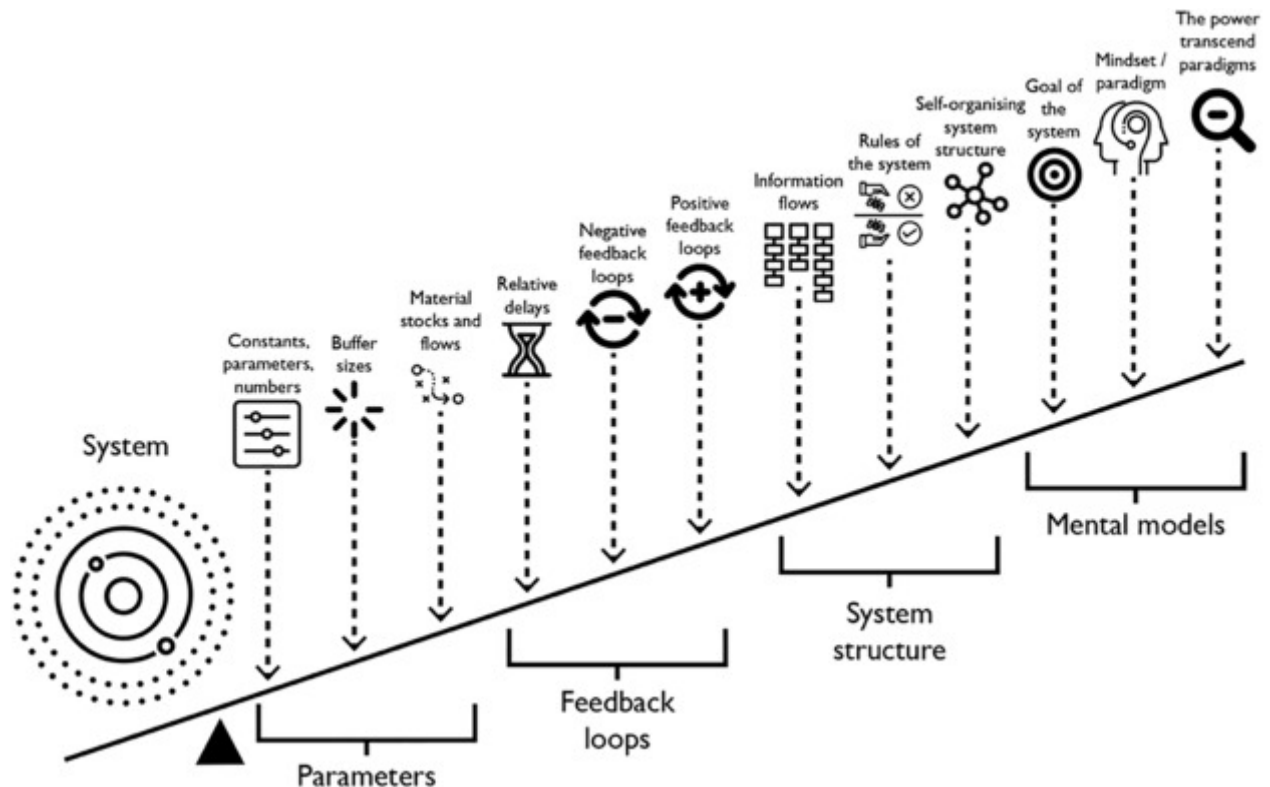 System
Constants,
parameters,
numbers
Buffer
sizes
Material
stocks and
flows
Relative
delays
Negative
feedback
loops
Positive
feedback
loops
Information
flows
Rules of
the system
Self-organising
system
structure
Goal of
the
system
Mindset /
paradigm
The power
transcend
paradigms
Parameters
Feedback
loops
System
structure
Mental models